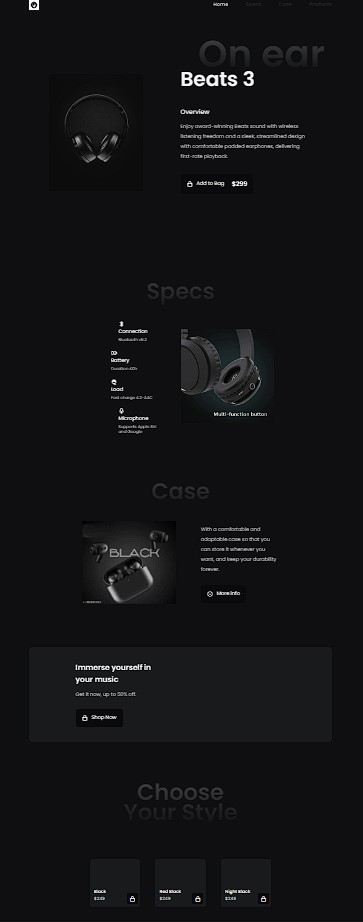 Home
Specs
Case
Products
On ear
Beats 3
Overview
Enjoy award-winning Beats sound with wireless
listening freedom and a sleek, streamlined design
with comfortable padded earphones, delivering
first-rate playback.
Add to Bag $299
Specs
Connection
Bluetooth v5.2
Battery
Duration 40h
Load
Fast charge 4.2-AAC
Microphone
Supports Apple Siri
and Google
Multi-function button
Case
BLACK
With a comfortable and
adaptable case so that you
can store it whenever you
want, and keep your durability
forever.
More info
Immerse yourself in
your music
Get it now, up to 50% off.
Shop Now
Choose
Your Style
Black
$249
Red Black
$249
Night Black
$249